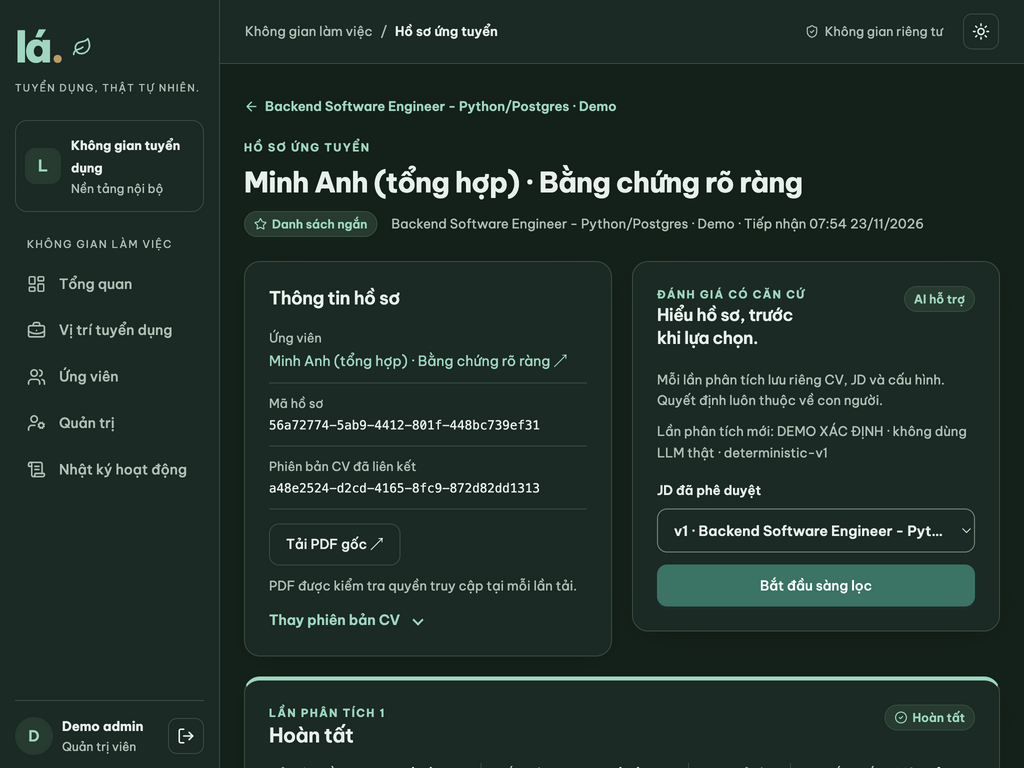 lá.
TUYỂN DỤNG, THẬT TỰ NHIÊN.
L
Không gian tuyển
dụng
Nền tảng nội bộ
KHÔNG GIAN LÀM VIỆC
Tổng quan
Vị trí tuyển dụng
Ứng viên
Quản trị
Nhật ký hoạt động
D
Demo admin
Quản trị viên
Không gian làm việc / Hồ sơ ứng tuyển
Không gian riêng tư
← Backend Software Engineer - Python/Postgres · Demo
HỒ SƠ ỨNG TUYỂN
Minh Anh (tổng hợp) · Bằng chứng rõ ràng
Danh sách ngắn
Backend Software Engineer - Python/Postgres · Demo · Tiếp nhận 07:54 23/11/2026
Thông tin hồ sơ
Ứng viên
Minh Anh (tổng hợp) · Bằng chứng rõ ràng ↗
Mã hồ sơ
56a72774-5ab9-4412-801f-448bc739ef31
Phiên bản CV đã liên kết
a48e2524-d2cd-4165-8fc9-872d82dd1313
Tải PDF gốc ↗
PDF được kiểm tra quyền truy cập tại mỗi lần tải.
Thay phiên bản CV
ĐÁNH GIÁ CÓ CĂN CỨ
Hiểu hồ sơ, trước
khi lựa chọn.
AI hỗ trợ
Mỗi lần phân tích lưu riêng CV, JD và cấu hình.
Quyết định luôn thuộc về con người.
Lần phân tích mới: DEMO XÁC ĐỊNH · không dùng
LLM thật · deterministic-v1
JD đã phê duyệt
v1 · Backend Software Engineer - Pyt...
Bắt đầu sàng lọc
LẦN PHÂN TÍCH 1
Hoàn tất
Hoàn tất